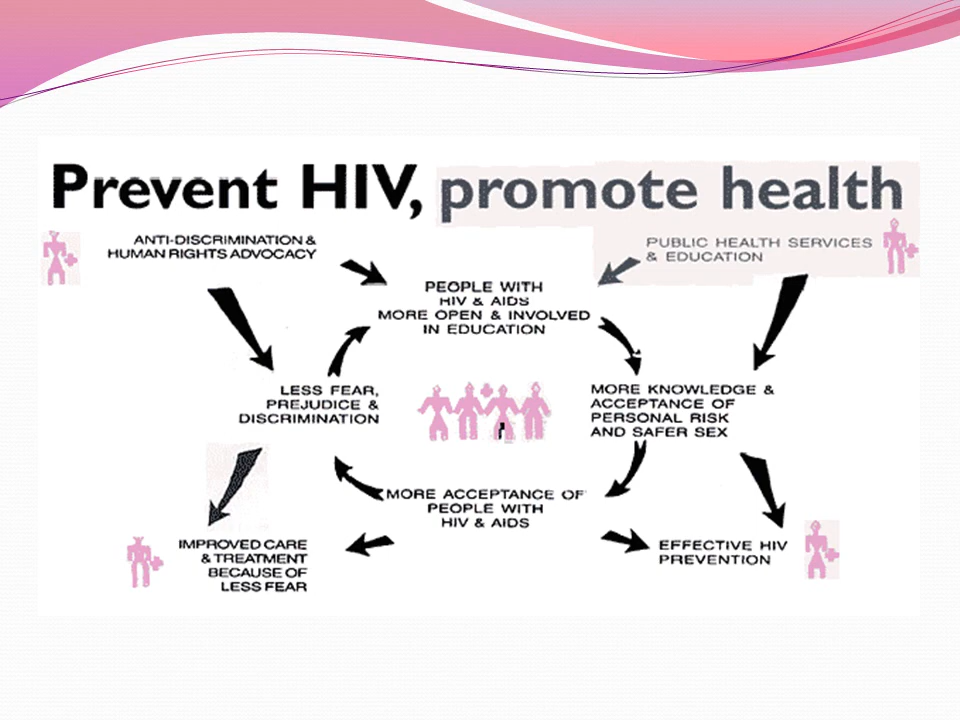 Prevent HIV, promote health
ANTI-DISCRIMINATION &
HUMAN RIGHTS ADVOCACY
PUBLIC HEALTH SERVICES
& EDUCATION
PEOPLE WITH
HIV & AIDS
MORE OPEN & INVOLVED
IN EDUCATION
LESS FEAR,
PREJUDICE &
DISCRIMINATION
MORE KNOWLEDGE &
ACCEPTANCE OF
PERSONAL RISK
AND SAFER SEX
MORE ACCEPTANCE OF
PEOPLE WITH
HIV & AIDS
IMPROVED CARE
& TREATMENT
BECAUSE OF
LESS FEAR
EFFECTIVE HIV
PREVENTION